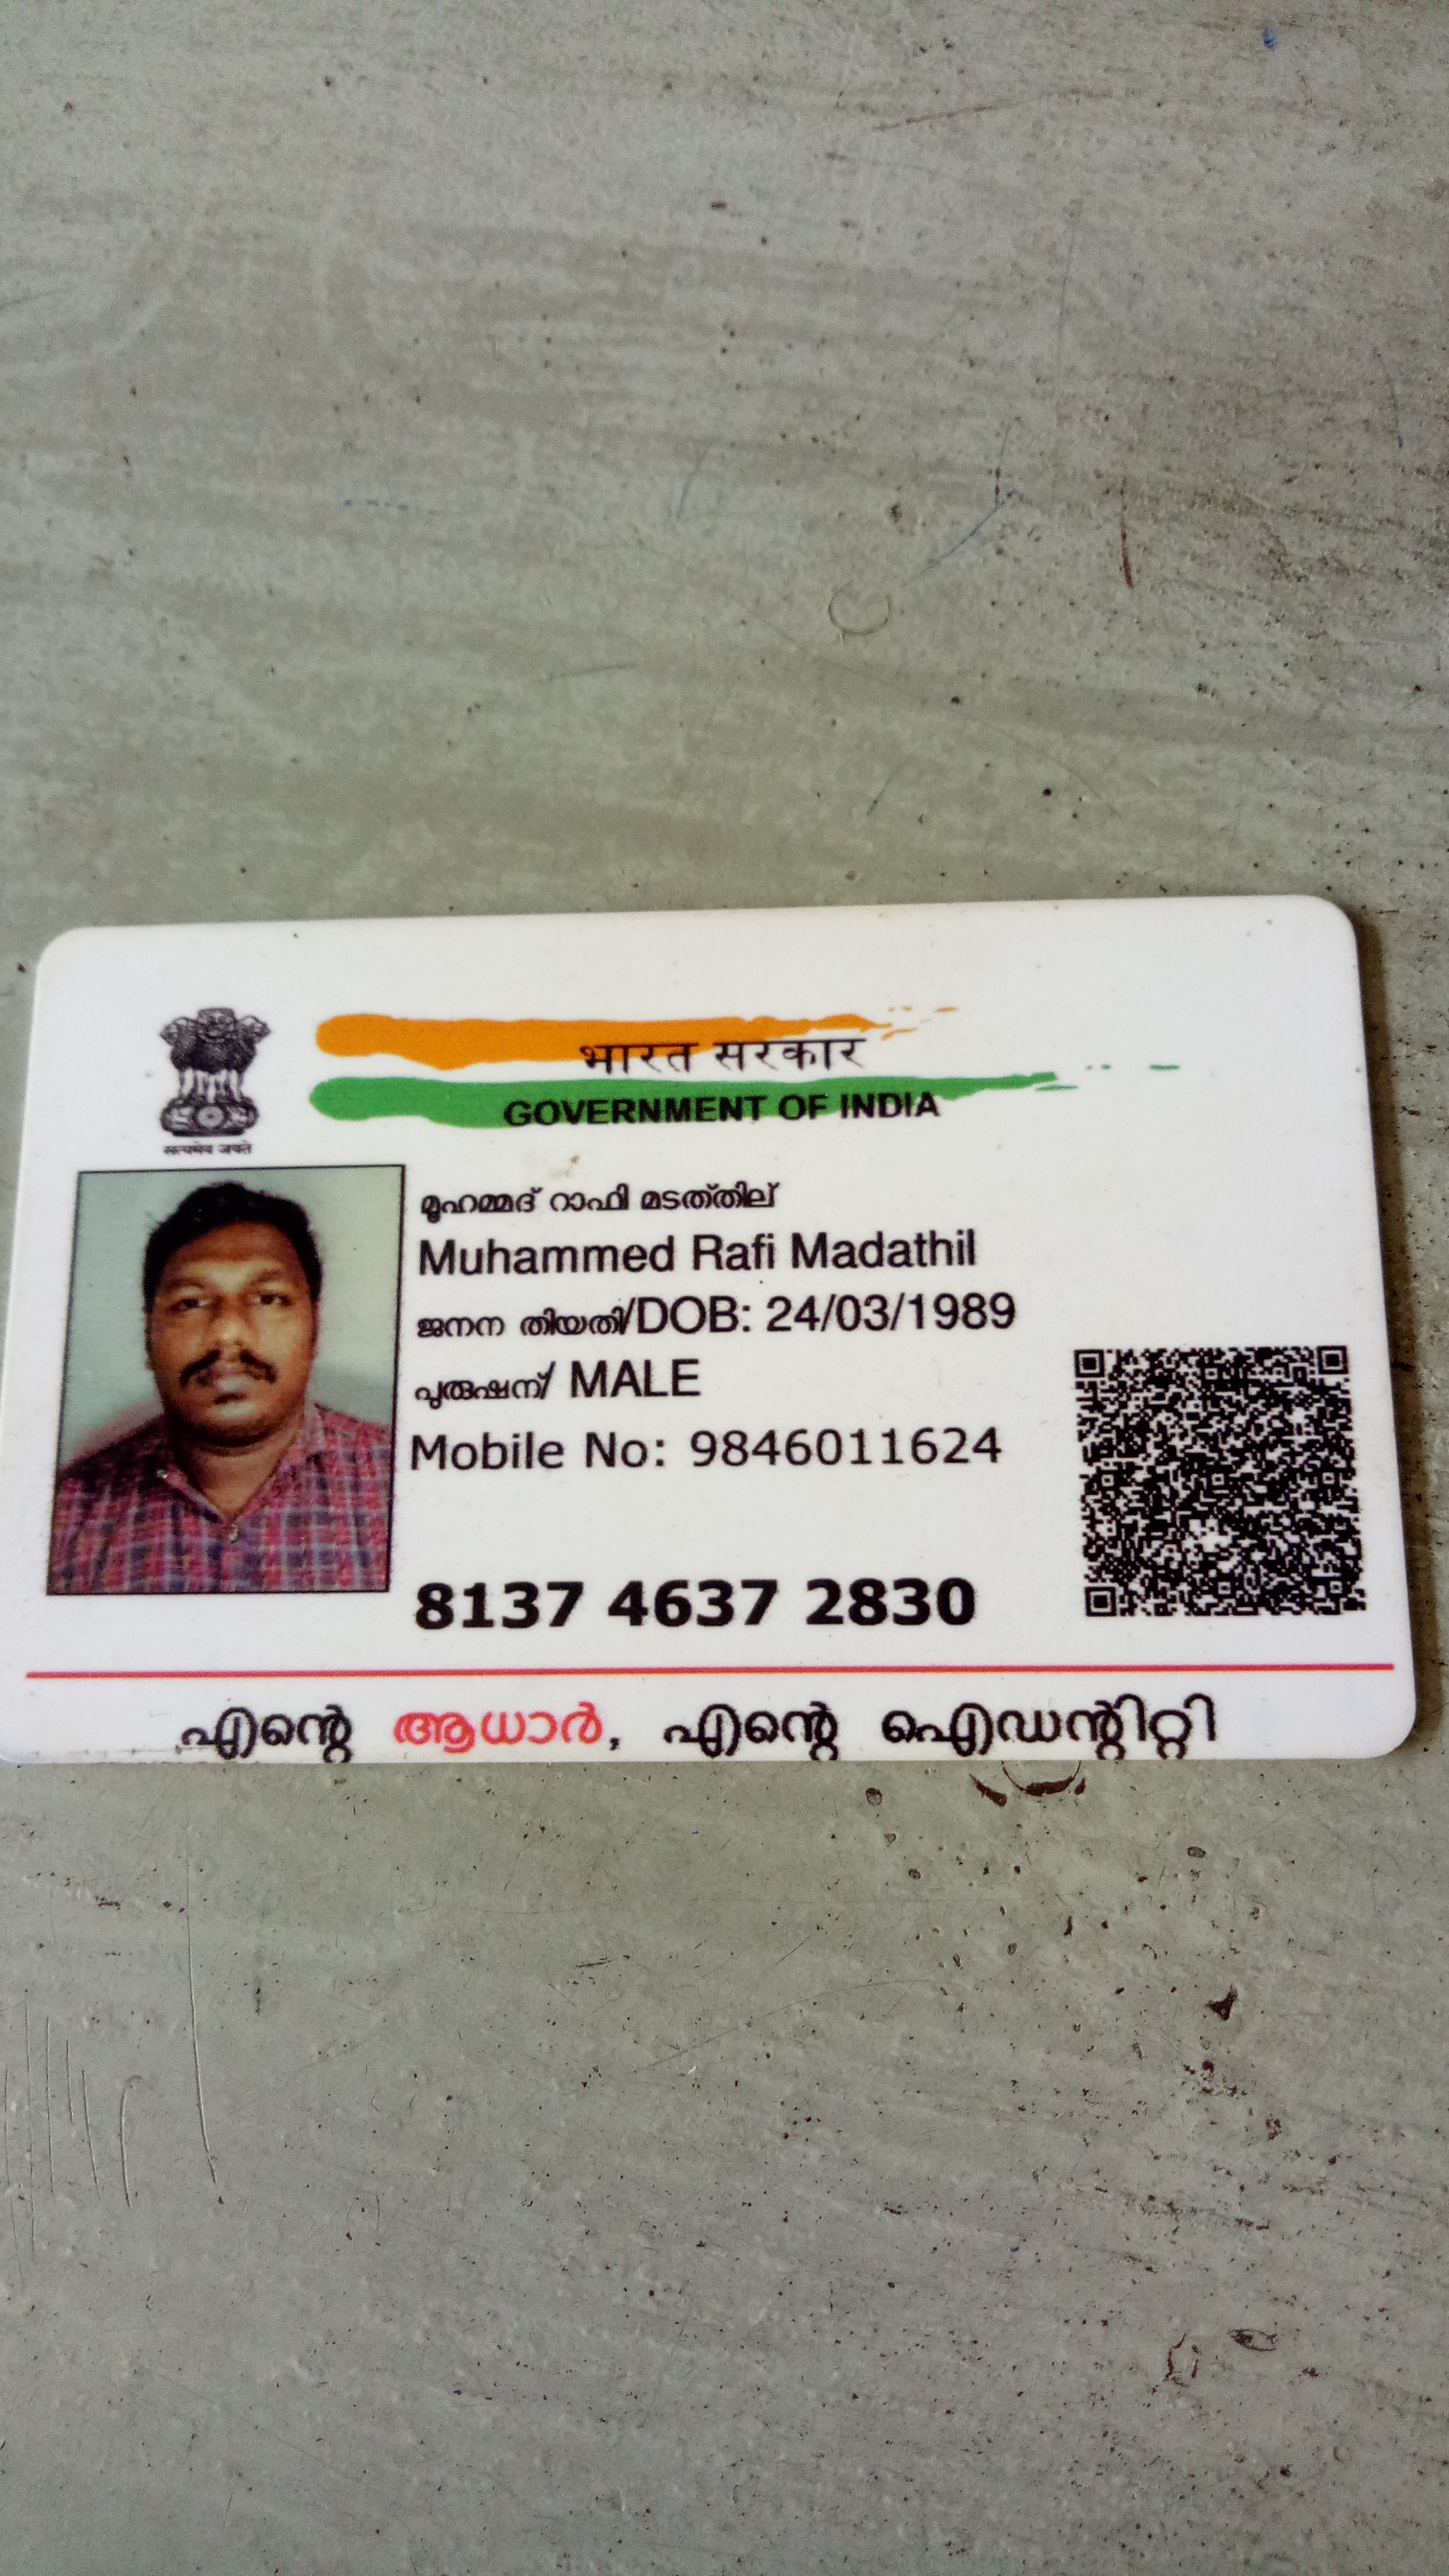 भारत सरकार
GOVERNMENT OF INDIA
सत्यमेव जयते
മുഹമ്മദ് റാഫി മടത്തില്
Muhammed Rafi Madathil
ജനന തിയതി/DOB: 24/03/1989
പുരുഷന്/ MALE
Mobile No: 9846011624
8137 4637 2830
എന്റെ ആധാർ, എന്റെ ഐഡന്റിറ്റി